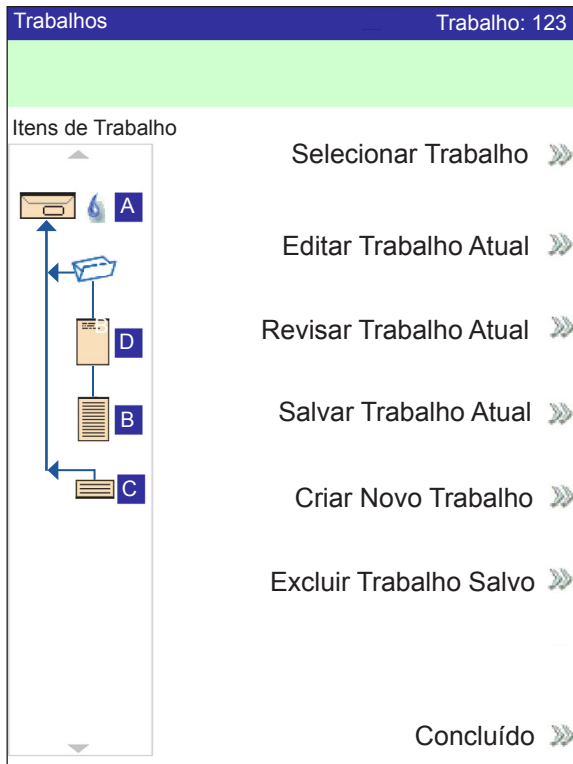 Trabalhos
Trabalho: 123
Itens de Trabalho
Selecionar Trabalho
A
Editar Trabalho Atual
Revisar Trabalho Atual
D
Salvar Trabalho Atual
B
Criar Novo Trabalho
C
Excluir Trabalho Salvo
Concluído